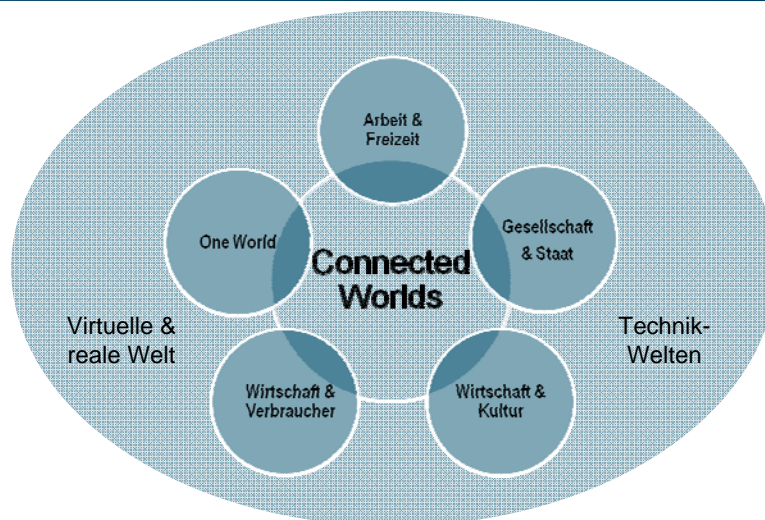 Arbeit &
Freizeit
One World
Gesellschaft
& Staat
Connected
Worlds
Virtuelle &
reale Welt
Technik-
Welten
Wirtschaft &
Verbraucher
Wirtschaft &
Kultur